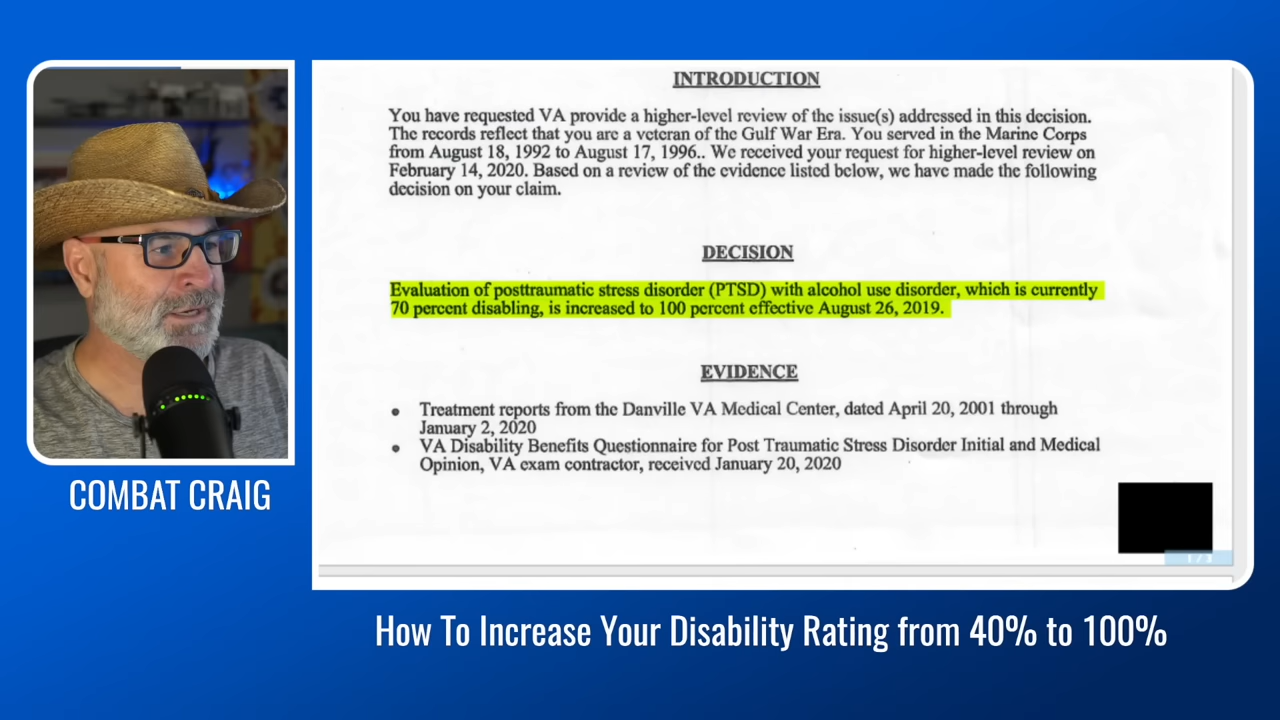 INTRODUCTION
You have requested VA provide a higher-level review of the issue(s) addressed in this decision.
The records reflect that you are a veteran of the Gulf War Era. You served in the Marine Corps
from August 18, 1992 to August 17, 1996.. We received your request for higher-level review on
February 14, 2020. Based on a review of the evidence listed below, we have made the following
decision on your claim.
DECISION
Evaluation of posttraumatic stress disorder (PTSD) with alcohol use disorder, which is currently
70 percent disabling, is increased to 100 percent effective August 26, 2019.
EVIDENCE
• Treatment reports from the Danville VA Medical Center, dated April 20, 2001 through
January 2, 2020
• VA Disability Benefits Questionnaire for Post Traumatic Stress Disorder Initial and Medical
Opinion, VA exam contractor, received January 20, 2020
1 / 3
COMBAT CRAIG
How To Increase Your Disability Rating from 40% to 100%